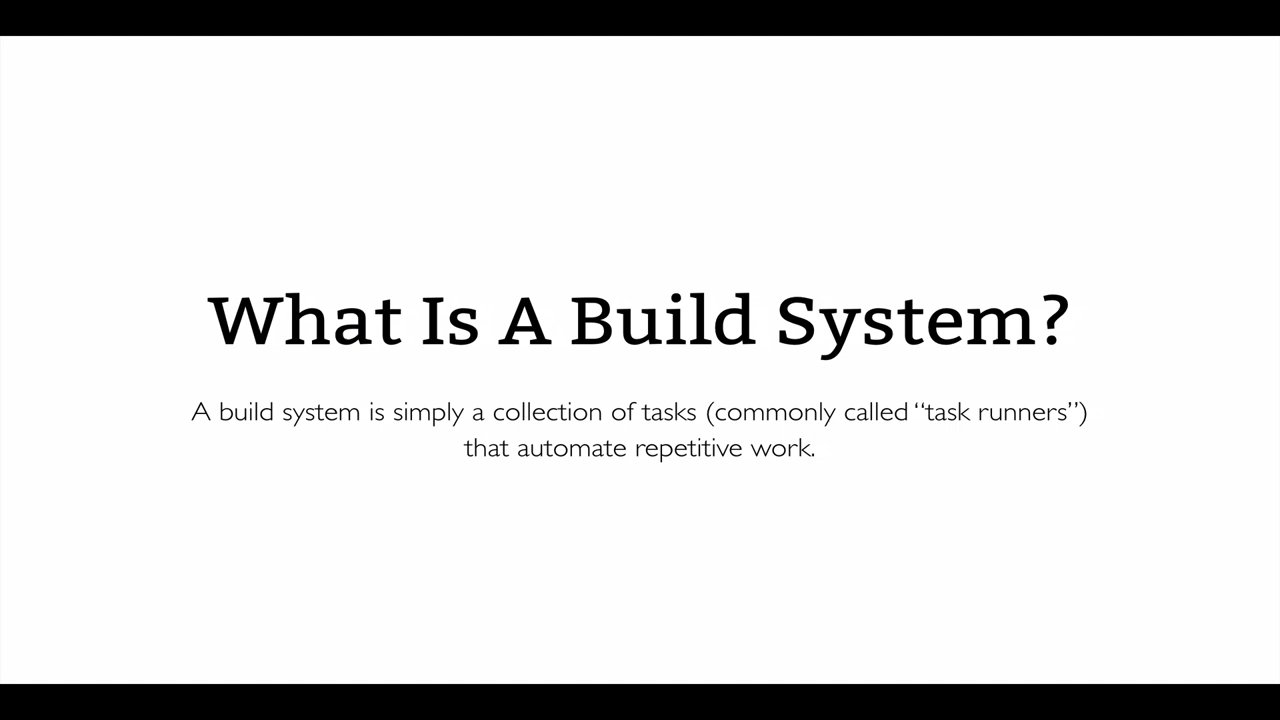 What Is A Build System?
A build system is simply a collection of tasks (commonly called “task runners”)
that automate repetitive work.